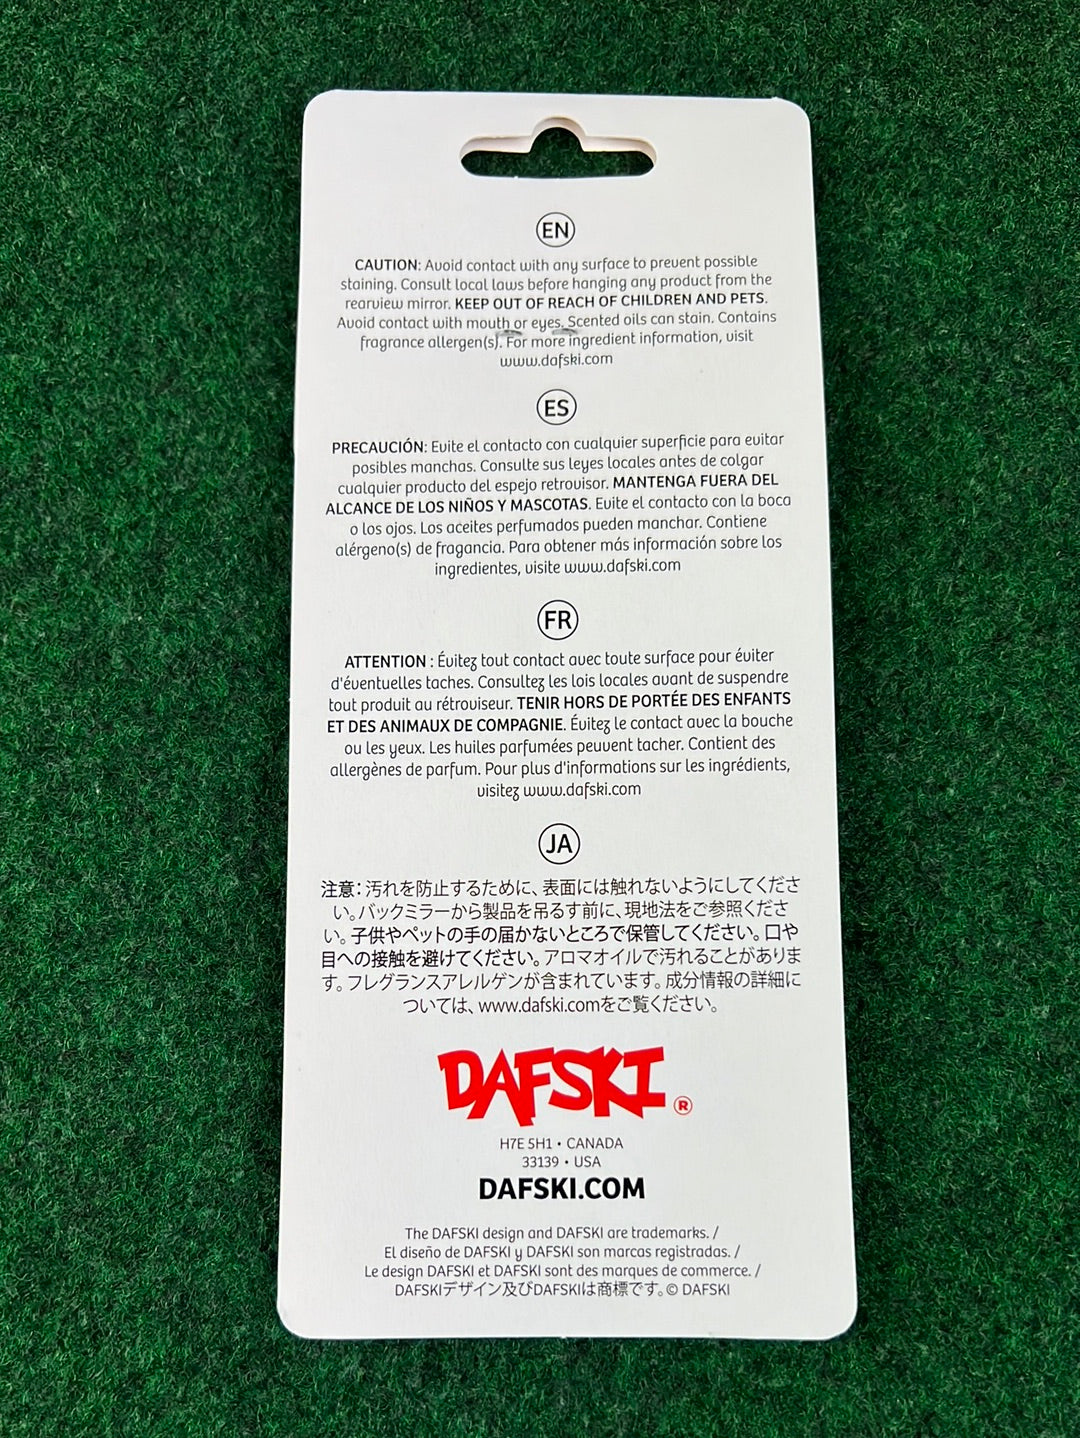 EN
CAUTION: Avoid contact with any surface to prevent possible
staining. Consult local laws before hanging any product from the
rearview mirror. KEEP OUT OF REACH OF CHILDREN AND PETS.
Avoid contact with mouth or eyes. Scented oils can stain. Contains
fragrance allergen(s). For more ingredient information, visit
www.dafski.com
ES
PRECAUCIÓN: Evite el contacto con cualquier superficie para evitar
posibles manchas. Consulte sus leyes locales antes de colgar
cualquier producto del espejo retrovisor. MANTENGA FUERA DEL
ALCANCE DE LOS NIÑOS Y MASCOTAS. Evite el contacto con la boca
o los ojos. Los aceites perfumados pueden manchar. Contiene
alérgeno(s) de fragancia. Para obtener más información sobre los
ingredientes, visite www.dafski.com
FR
ATTENTION : Évitez tout contact avec toute surface pour éviter
d'éventuelles taches. Consultez les lois locales avant de suspendre
tout produit au rétroviseur. TENIR HORS DE PORTÉE DES ENFANTS
ET DES ANIMAUX DE COMPAGNIE. Évitez le contact avec la bouche
ou les yeux. Les huiles parfumées peuvent tacher. Contient des
allergènes de parfum. Pour plus d'informations sur les ingrédients,
visitez www.dafski.com
JA
注意：汚れを防止するために、表面には触れないようにしてくださ
い。バックミラーから製品を吊るす前に、現地法をご参照くださ
い。子供やペットの手の届かないところで保管してください。口や
目への接触を避けてください。アロマオイルで汚れることがありま
す。フレグランスアレルゲンが含まれています。成分情報の詳細に
ついては、www.dafski.comをご覧ください。
DAFSKI ®
H7E 5H1 • CANADA
33139 • USA
DAFSKI.COM
The DAFSKI design and DAFSKI are trademarks. /
El diseño de DAFSKI y DAFSKI son marcas registradas. /
Le design DAFSKI et DAFSKI sont des marques de commerce. /
DAFSKIデザイン及びDAFSKIは商標です。© DAFSKI